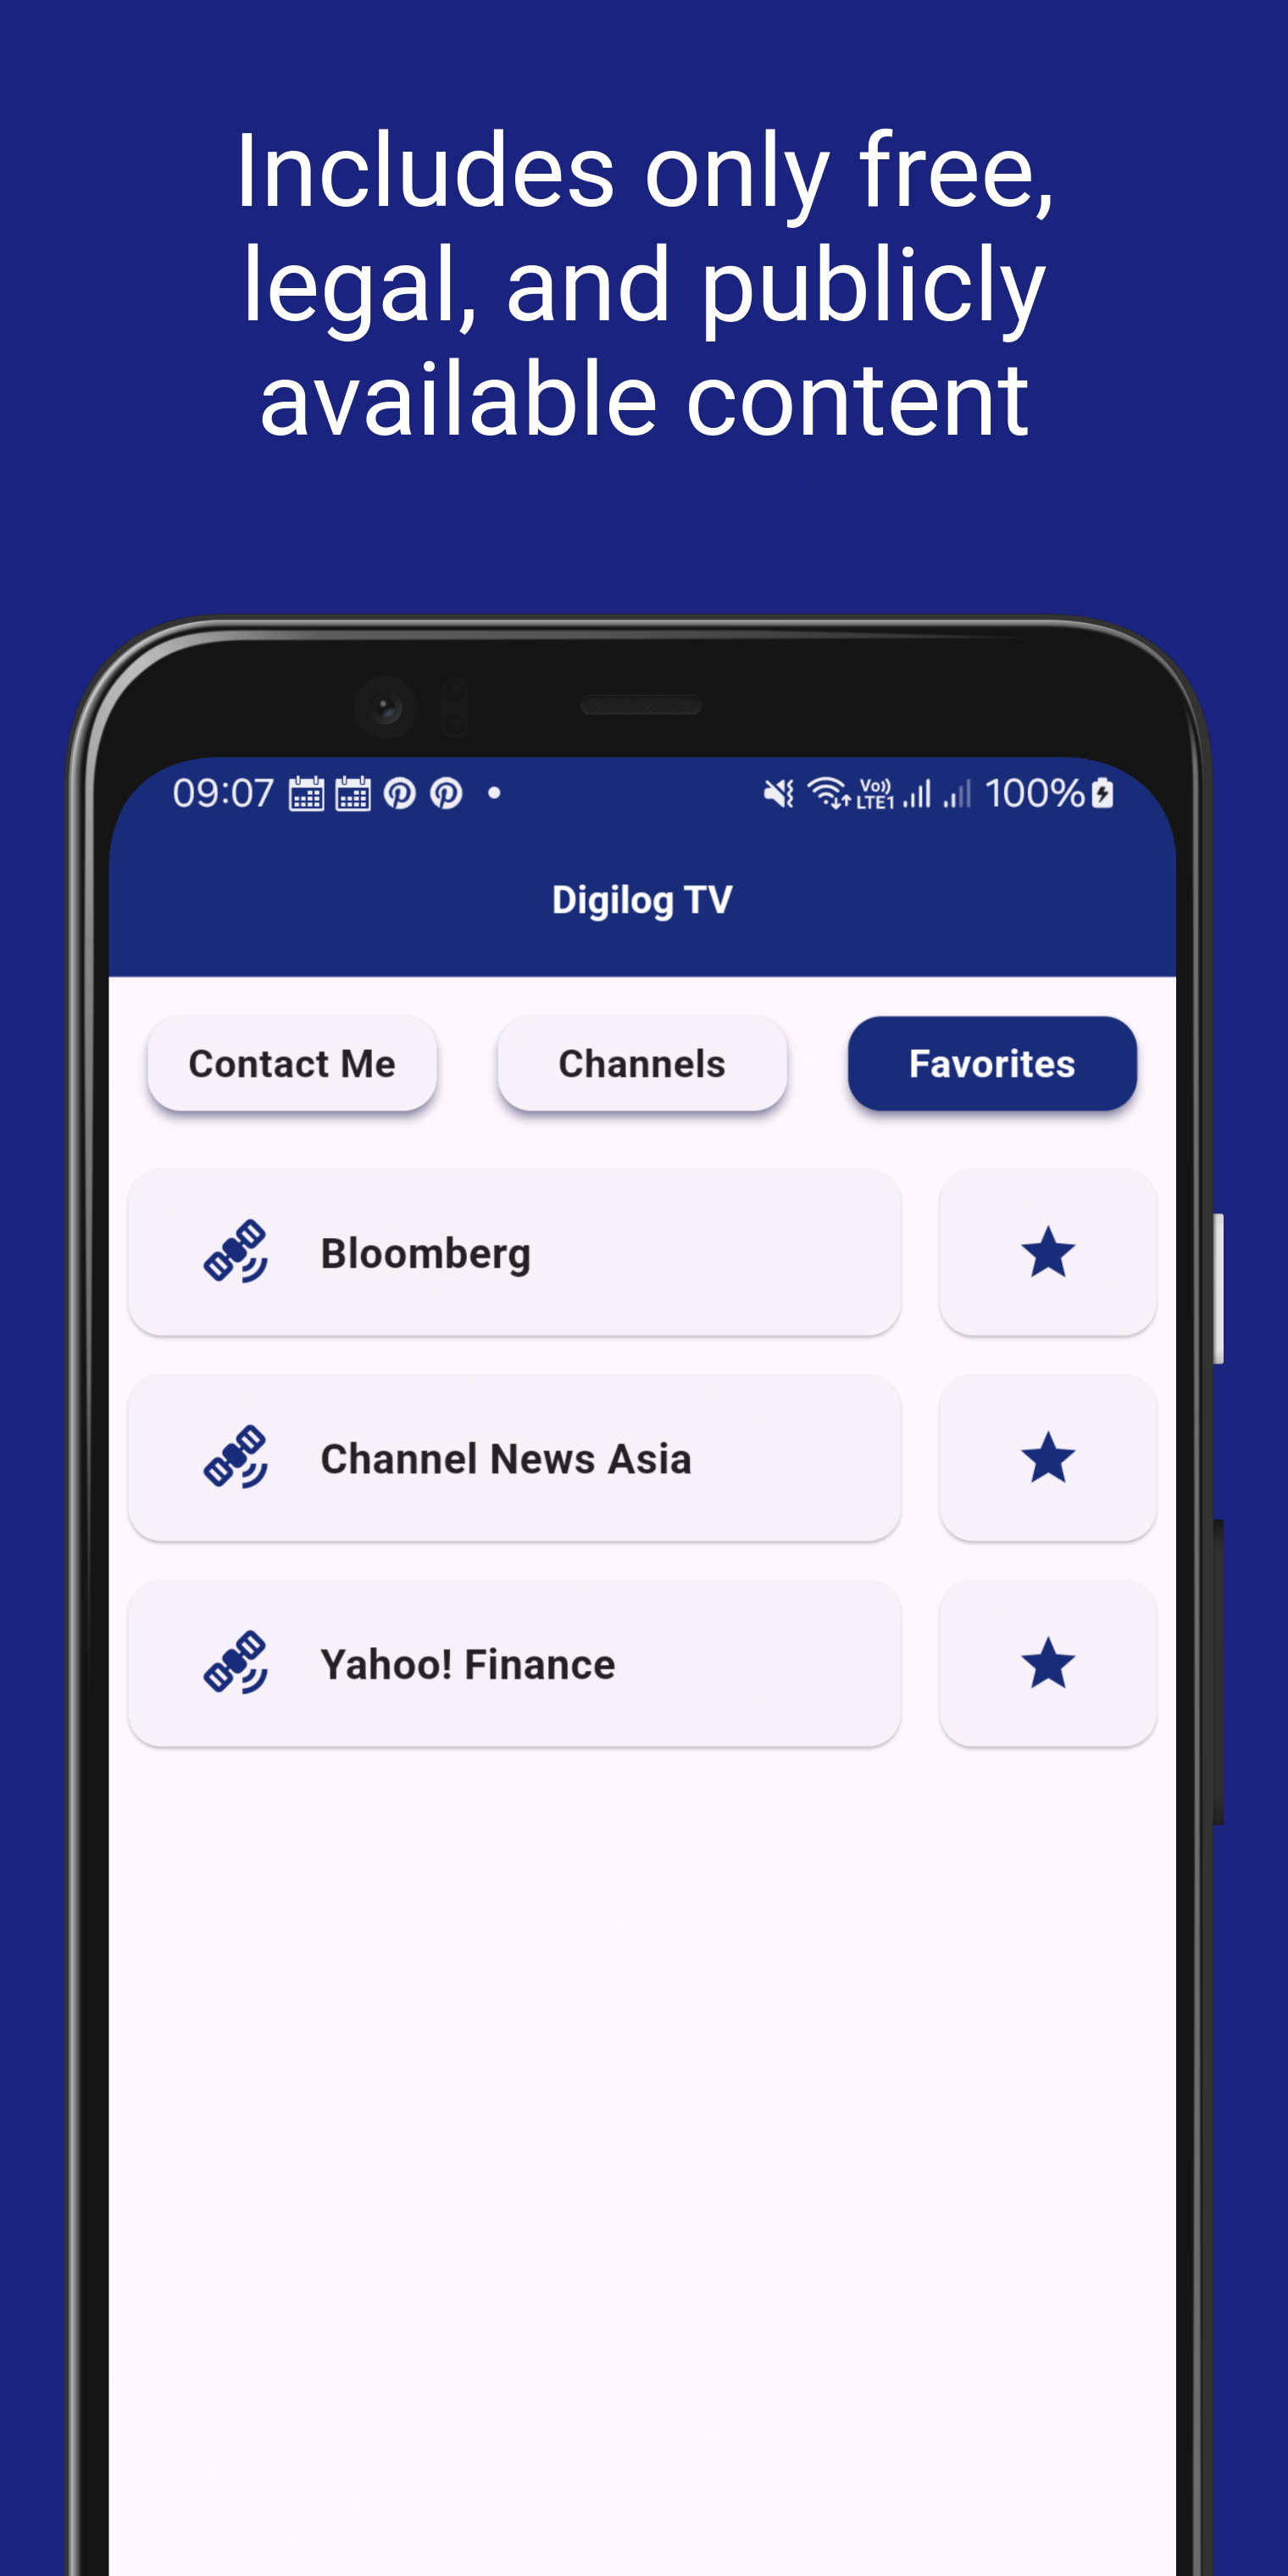 Includes only free,
legal, and publicly
available content
09:07
Vo))
LTE1
100%
Digilog TV
Contact Me
Channels
Favorites
Bloomberg
Channel News Asia
Yahoo! Finance